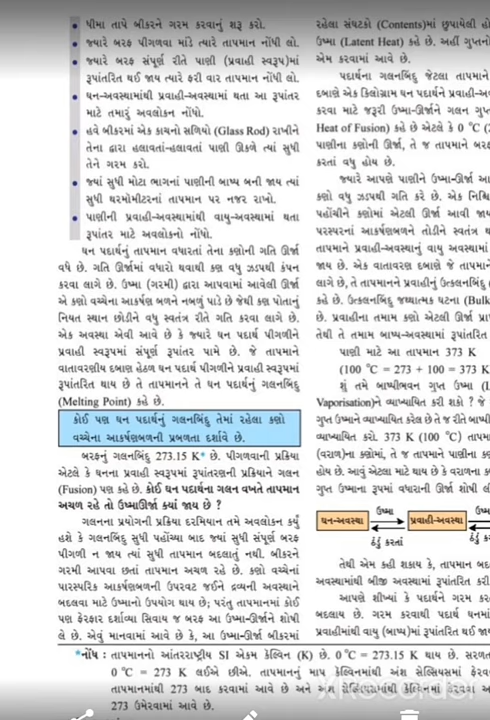 • ધીમા તાપે બીકરને ગરમ કરવાનું શરૂ કરો.
• જ્યારે બરફ પીગળવા માંડે ત્યારે તાપમાન નોંધી લો.
• જ્યારે બરફ સંપૂર્ણ રીતે પાણી (પ્રવાહી સ્વરૂપ)માં
રૂપાંતરિત થઈ જાય ત્યારે ફરી વાર તાપમાન નોંધી લો.
• ઘન-અવસ્થામાંથી પ્રવાહી-અવસ્થામાં થતા આ રૂપાંતર
માટે તમારું અવલોકન નોંધો.
• હવે બીકરમાં એક કાચનો સળિયો (Glass Rod) રાખીને
તેના દ્વારા હલાવતાં-હલાવતાં પાણી ઊકળે ત્યાં સુધી
તેને ગરમ કરો.
• જ્યાં સુધી મોટા ભાગનાં પાણીની બાષ્પ બની જાય ત્યાં
સુધી થરમોમીટરનાં તાપમાન પર નજર રાખો.
• પાણીની પ્રવાહી-અવસ્થામાંથી વાયુ-અવસ્થામાં થતા
રૂપાંતર માટે અવલોકનો નોંધો.
ઘન પદાર્થનું તાપમાન વધારતાં તેના કણોની ગતિ ઊર્જા
વધે છે. ગતિ ઊર્જામાં વધારો થવાથી કણ વધુ ઝડપથી કંપન
કરવા લાગે છે. ઉષ્મા (ગરમી) દ્વારા આપવામાં આવેલી ઊર્જા
એ કણો વચ્ચેના આકર્ષણ બળને નબળું પાડે છે જેથી કણ પોતાનું
નિયત સ્થાન છોડીને વધુ સ્વતંત્ર રીતે ગતિ કરવા લાગે છે.
એક અવસ્થા એવી આવે છે કે જ્યારે ઘન પદાર્થ પીગળીને
પ્રવાહી સ્વરૂપમાં સંપૂર્ણ રૂપાંતર પામે છે. જે તાપમાને
વાતાવરણીય દબાણ હેઠળ ઘન પદાર્થ પીગળીને પ્રવાહી સ્વરૂપમાં
રૂપાંતરિત થાય છે તે તાપમાનને તે ઘન પદાર્થનું ગલનબિંદુ
(Melting Point) કહે છે.
કોઈ પણ ઘન પદાર્થનું ગલનબિંદુ તેમાં રહેલા કણો
વચ્ચેના આકર્ષણબળની પ્રબળતા દર્શાવે છે.
બરફનું ગલનબિંદુ 273.15 K* છે. પીગળવાની પ્રક્રિયા
એટલે કે ઘનના પ્રવાહી સ્વરૂપમાં રૂપાંતરણની પ્રક્રિયાને ગલન
(Fusion) પણ કહે છે. કોઈ ઘન પદાર્થના ગલન વખતે તાપમાન
અચળ રહે તો ઉષ્માઊર્જા ક્યાં જાય છે ?
ગલનના પ્રયોગની પ્રક્રિયા દરમિયાન તમે અવલોકન કર્યું
હશે કે ગલનબિંદુ સુધી પહોંચ્યા બાદ જ્યાં સુધી સંપૂર્ણ બરફ
પીગળી ન જાય ત્યાં સુધી તાપમાન બદલાતું નથી. બીકરને
ગરમી આપવા છતાં તાપમાન અચળ રહે છે. કણો વચ્ચેનાં
પારસ્પરિક આકર્ષણબળની ઉપરવટ જઈને દ્રવ્યની અવસ્થાને
બદલવા માટે ઉષ્માનો ઉપયોગ થાય છે; પરંતુ તાપમાનમાં કોઈ
પણ ફેરફાર દર્શાવ્યા સિવાય જ બરફ આ ઉષ્મા-ઊર્જાને શોષી
લે છે. એવું માનવામાં આવે છે કે, આ ઉષ્મા-ઊર્જા બીકરમાં
રહેલા સંઘટકો (Contents)માં છુપાયેલી હો
ઉષ્મા (Latent Heat) કહે છે. અહીં ગુપ્તનો
એમ કરવામાં આવે છે.
પદાર્થના ગલનબિંદુ જેટલા તાપમાને
દબાણે એક કિલોગ્રામ ઘન પદાર્થને પ્રવાહી-અ
કરવા માટે જરૂરી ઉષ્મા-ઊર્જાને ગલન ગુપ્ત
Heat of Fusion) કહે છે એટલે કે 0 °C (2
પાણીના કણોની ઊર્જા, તે જ તાપમાને બરફ
કરતાં વધુ હોય છે.
જ્યારે આપણે પાણીને ઉષ્મા-ઊર્જા આ
કણો વધુ ઝડપથી ગતિ કરે છે. એક નિશ્ચિ
પહોંચીને કણોમાં એટલી ઊર્જા આવી જાય
પરસ્પરનાં આકર્ષણબળને તોડીને સ્વતંત્ર થ
તાપમાને પ્રવાહી-અવસ્થાનું વાયુ અવસ્થામાં
જાય છે. એક વાતાવરણ દબાણે જે તાપમાને
લાગે છે, તે તાપમાનને પ્રવાહીનું ઉત્કલનબિંદુ (
કહે છે. ઉત્કલનબિંદુ જથ્થાત્મક ઘટના (Bulk
છે. પ્રવાહીના તમામ કણો એટલી ઊર્જા પ્રા
તેથી તે તમામ બાષ્પ-અવસ્થામાં રૂપાંતરિત
પાણી માટે આ તાપમાન 373 K
(100 °C = 273 + 100 = 373 K
શું તમે બાષ્પીભવન ગુપ્ત ઉષ્મા (L
Vaporisation)ને વ્યાખ્યાયિત કરી શકો ? જે
ગુપ્ત ઉષ્માને વ્યાખ્યાયિત કરેલ છે તે જ રીતે બાષ્પી
વ્યાખ્યાયિત કરો. 373 K (100 °C) તાપમા
(વરાળ)ના કણોમાં, તે જ તાપમાને પાણીના કણ
હોય છે. આવું એટલા માટે થાય છે કે વરાળના ક
ગુપ્ત ઉષ્માના રૂપમાં વધારાની ઊર્જા શોષી લી
ઘન-અવસ્થા ઉષ્મા ઠંડું કરતાં પ્રવાહી-અવસ્થા ઉષ્મ ઠંડું ક
તેથી એમ કહી શકાય કે, તાપમાન બદ
અવસ્થામાંથી બીજી અવસ્થામાં રૂપાંતરિત કરી
આપણે શીખ્યાં કે પદાર્થને ગરમ કર
બદલાય છે. ગરમ કરવાથી પદાર્થ ઘનમાં
પ્રવાહીમાંથી વાયુ (બાષ્પ)માં રૂપાંતરિત થઈ જાય
*નોંધ : તાપમાનનો આંતરરાષ્ટ્રીય SI એકમ કેલ્વિન (K) છે. 0 °C = 273.15 K થાય છે. સરળત
0 °C = 273 K લઈએ છીએ. તાપમાનનું માપ કેલ્વિનમાંથી અંશ સેલ્સિયસમાં ફેરવવા
તાપમાનમાંથી 273 બાદ કરવામાં આવે છે અને અંશ સેલ્સિયસમાંથી કેલ્વિનમાં ફેરવવા
273 ઉમેરવામાં આવે છે.
XRecorder